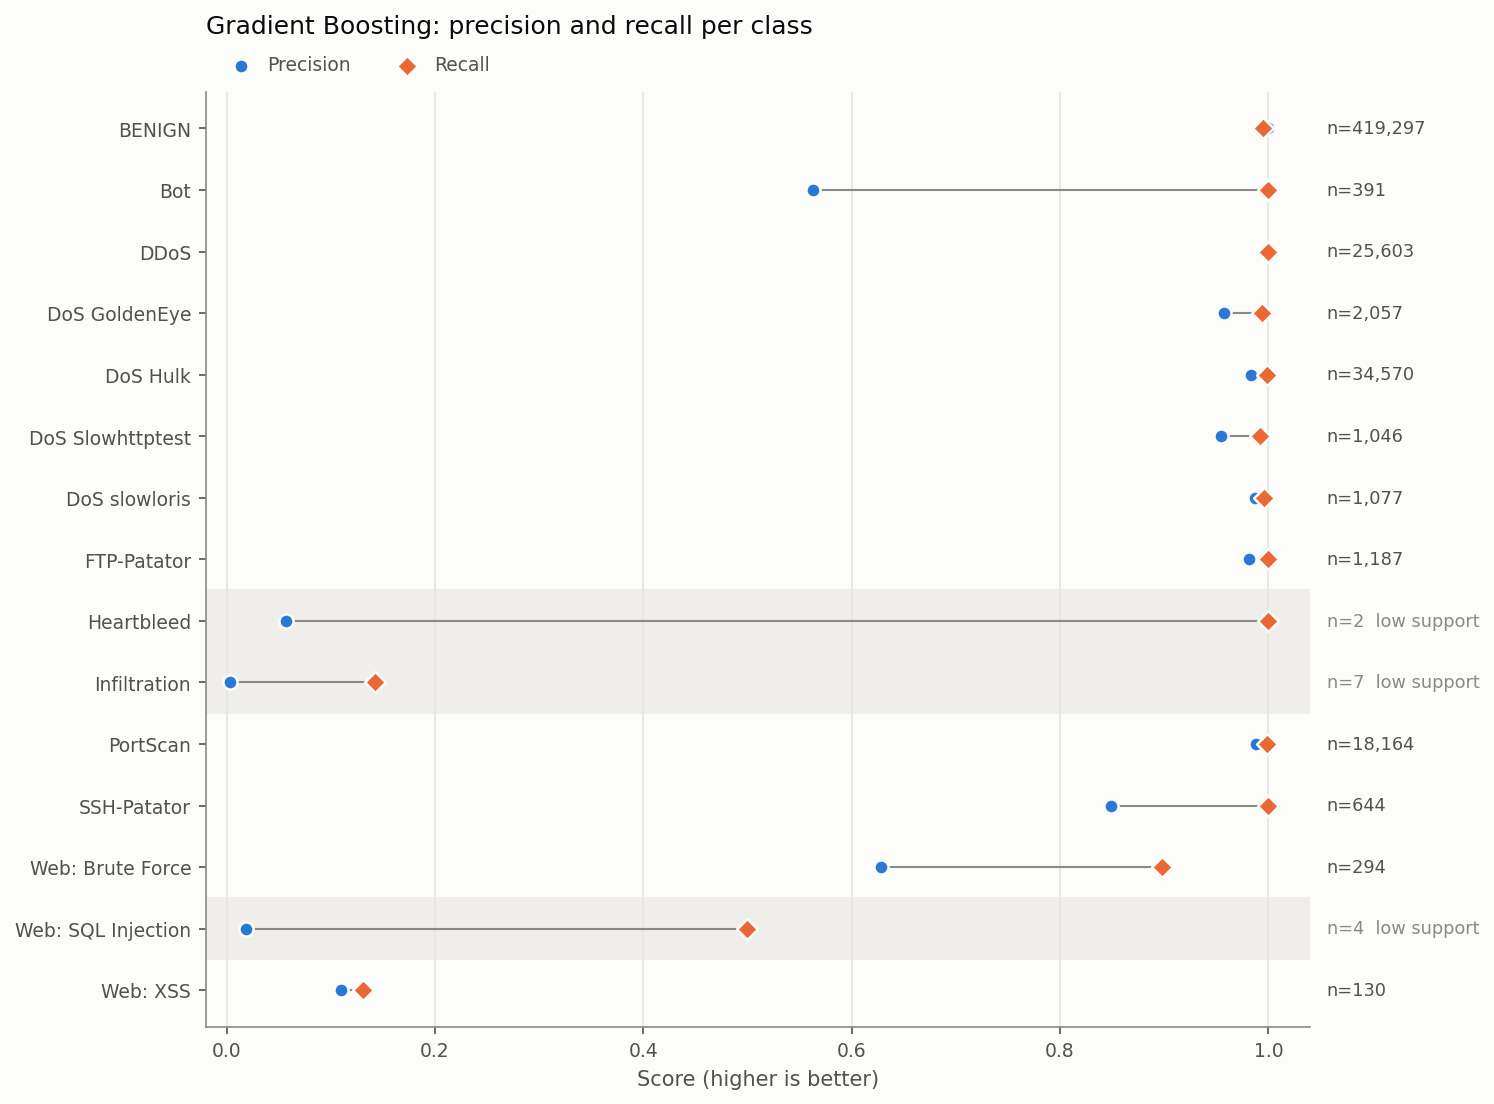 Gradient Boosting: precision and recall per class
Precision Recall
BENIGN n=419,297
Bot n=391
DDoS n=25,603
DoS GoldenEye n=2,057
DoS Hulk n=34,570
DoS Slowhttptest n=1,046
DoS slowloris n=1,077
FTP-Patator n=1,187
Heartbleed n=2 low support
Infiltration n=7 low support
PortScan n=18,164
SSH-Patator n=644
Web: Brute Force n=294
Web: SQL Injection n=4 low support
Web: XSS n=130
0.0 0.2 0.4 0.6 0.8 1.0
Score (higher is better)